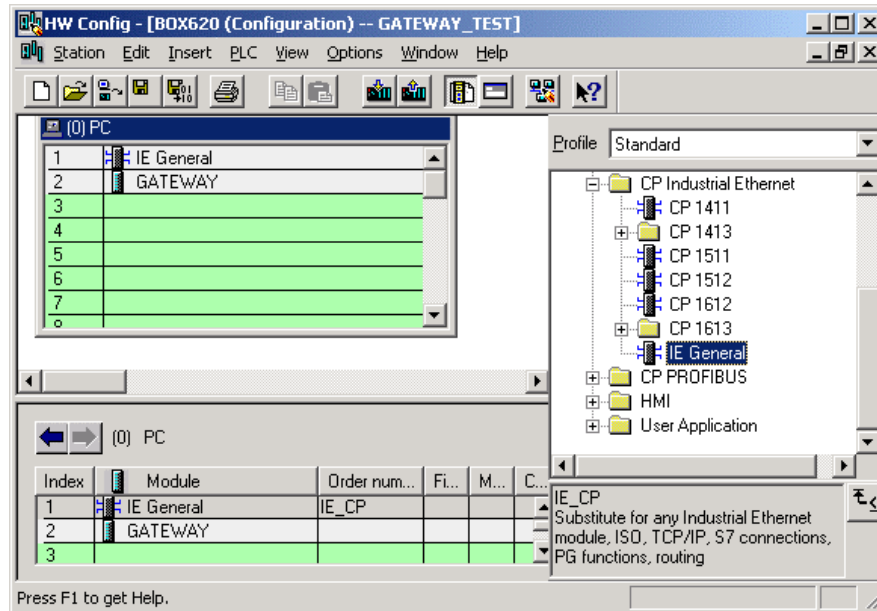 HW Config - [BOX620 (Configuration) -- GATEWAY_TEST]
Station Edit Insert PLC View Options Window Help
(0) PC
1 IE General
2 GATEWAY
3
4
5
6
7
8
Profile Standard
CP Industrial Ethernet
CP 1411
CP 1413
CP 1511
CP 1512
CP 1612
CP 1613
IE General
CP PROFIBUS
HMI
User Application
(0) PC
Index Module Order num... Fi... M... C...
1 IE General IE_CP
2 GATEWAY
3
IE_CP
Substitute for any Industrial Ethernet
module, ISO, TCP/IP, S7 connections,
PG functions, routing
Press F1 to get Help.